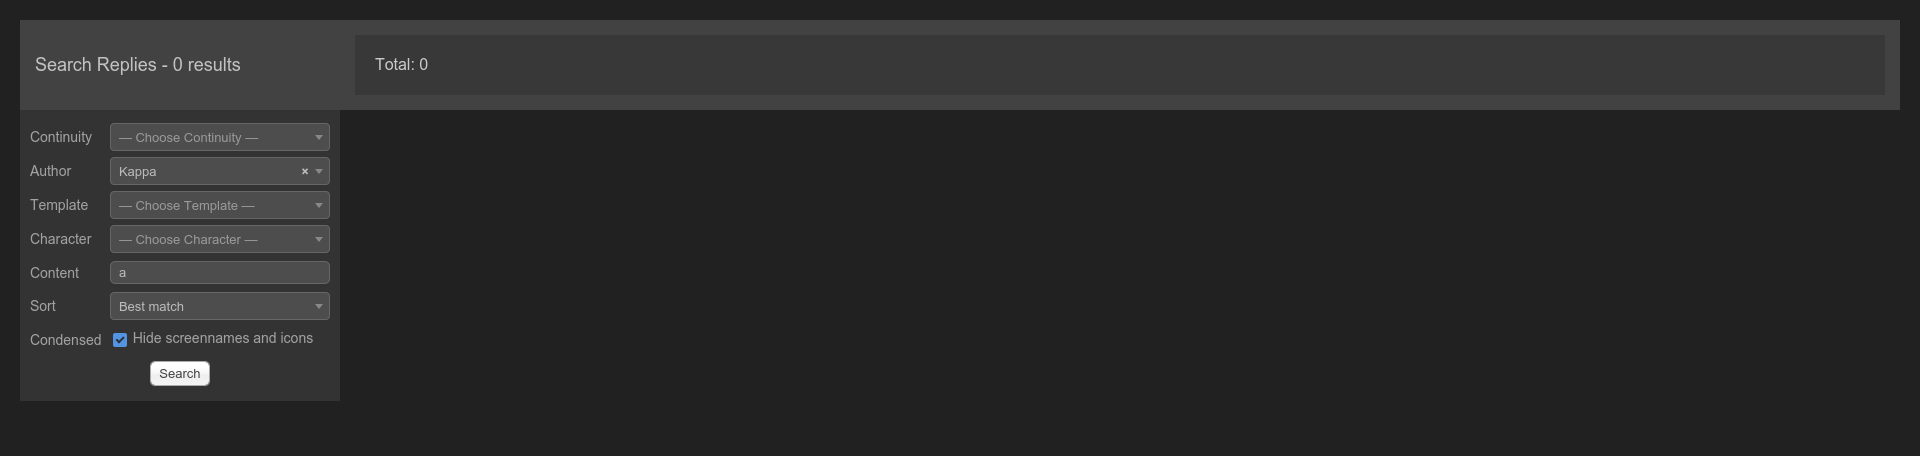 Search Replies - 0 results
Total: 0
Continuity — Choose Continuity —
Author Kappa ×
Template — Choose Template —
Character — Choose Character —
Content a
Sort Best match
Condensed Hide screennames and icons
Search